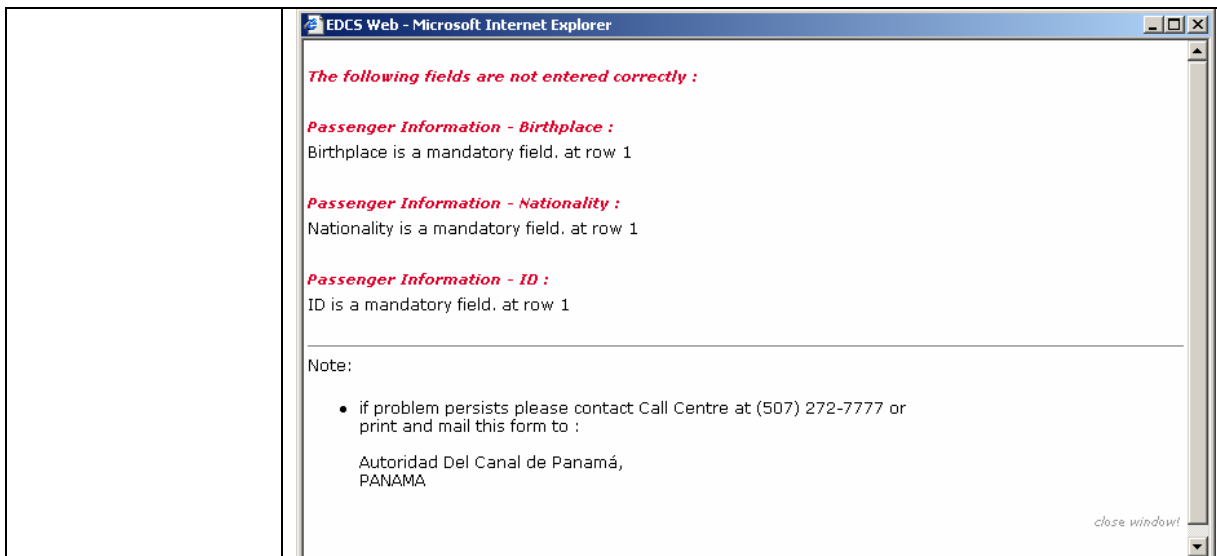 EDCS Web - Microsoft Internet Explorer
The following fields are not entered correctly :
Passenger Information - Birthplace :
Birthplace is a mandatory field. at row 1
Passenger Information - Nationality :
Nationality is a mandatory field. at row 1
Passenger Information - ID :
ID is a mandatory field. at row 1
Note:
• if problem persists please contact Call Centre at (507) 272-7777 or
print and mail this form to :
Autoridad Del Canal de Panamá,
PANAMA
close window!